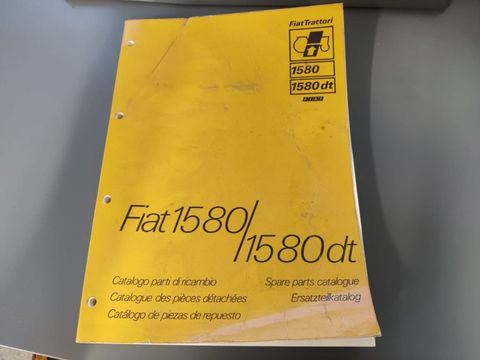 FiatTrattori
1580
1580 dt
FIAT
Fiat 1580/1580 dt
Catalogo parti di ricambio
Catalogue des pièces détachées
Catálogo de piezas de repuesto
Spare parts catalogue
Ersatzteilkatalog